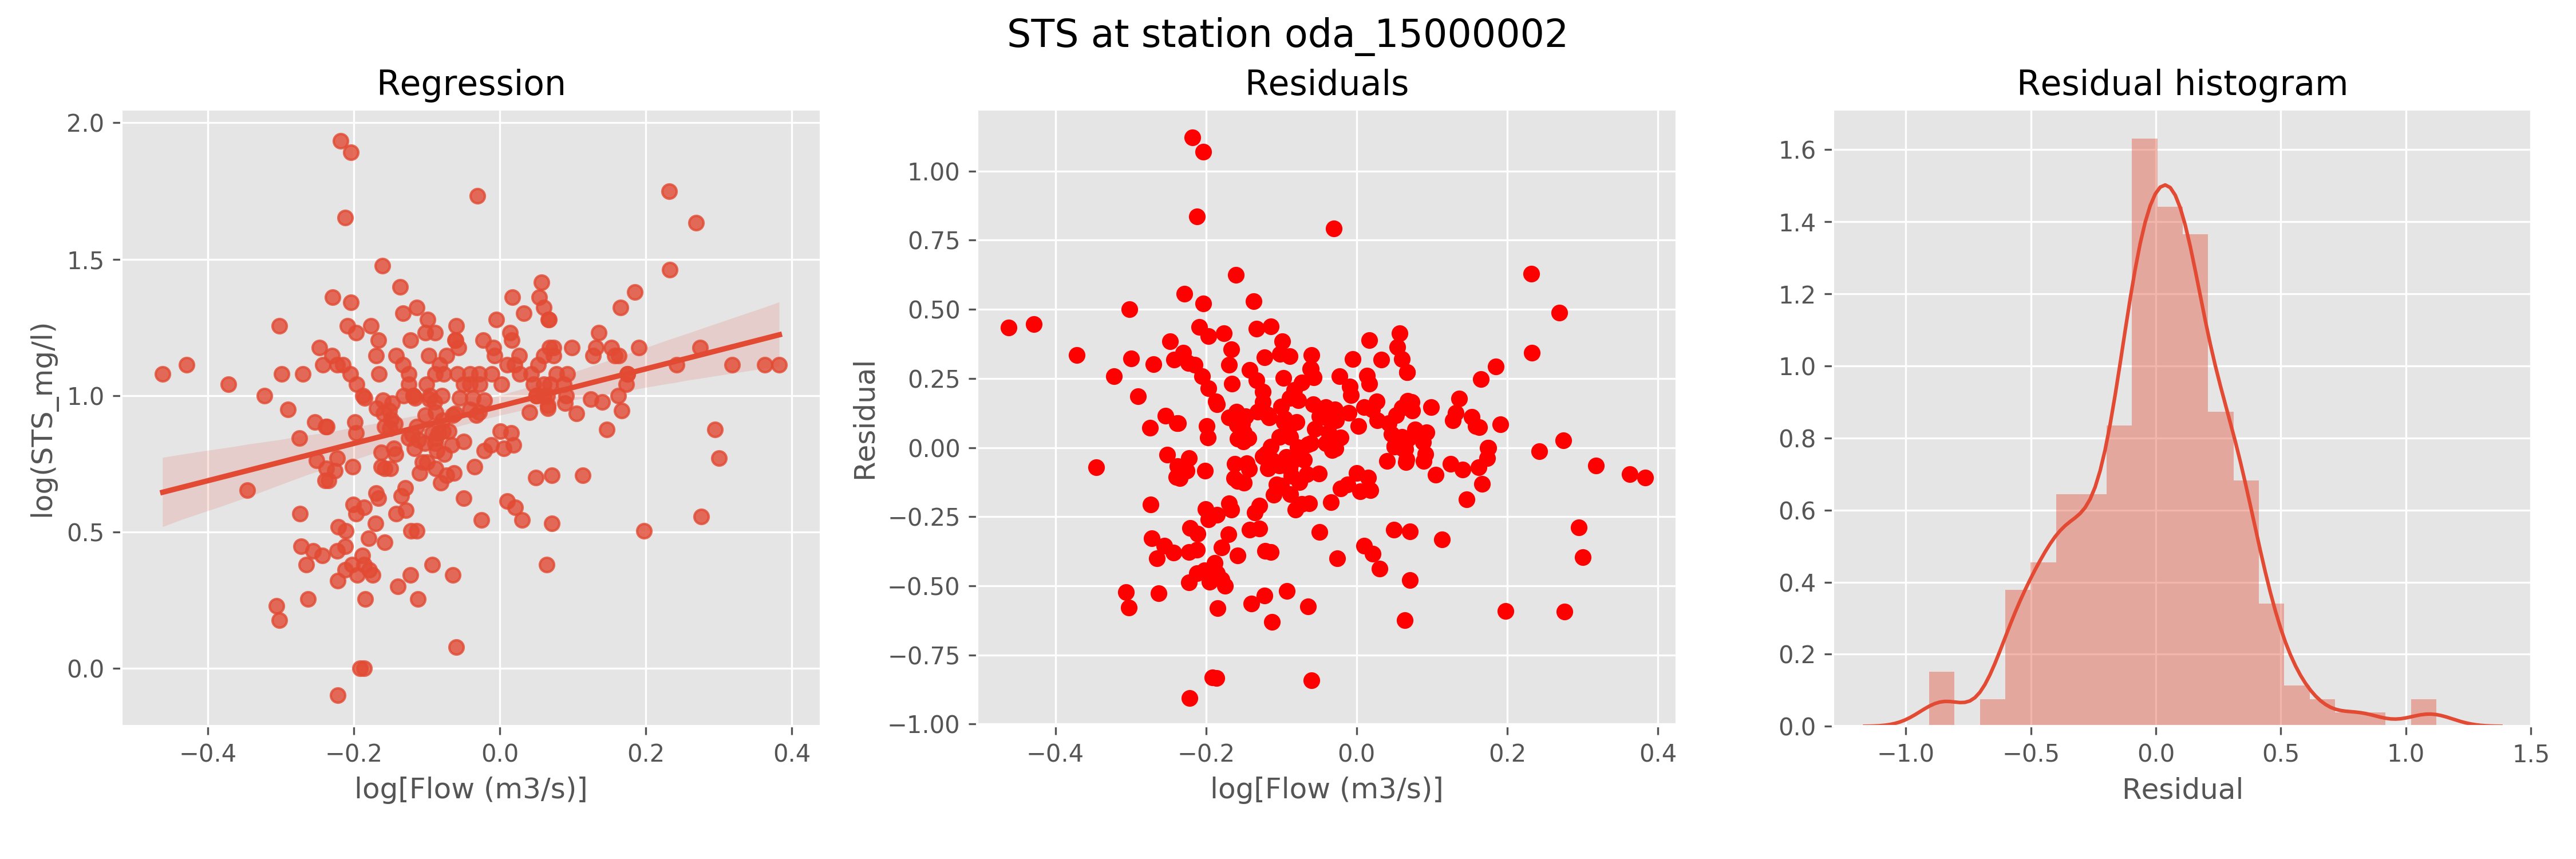 STS at station oda_15000002
Regression
2.0
1.5
1.0
0.5
0.0
log(STS_mg/l)
−0.4 −0.2 0.0 0.2 0.4
log[Flow (m3/s)]
Residuals
1.00
0.75
0.50
0.25
0.00
−0.25
−0.50
−0.75
−1.00
Residual
−0.4 −0.2 0.0 0.2 0.4
log[Flow (m3/s)]
Residual histogram
1.6
1.4
1.2
1.0
0.8
0.6
0.4
0.2
0.0
−1.0 −0.5 0.0 0.5 1.0 1.5
Residual